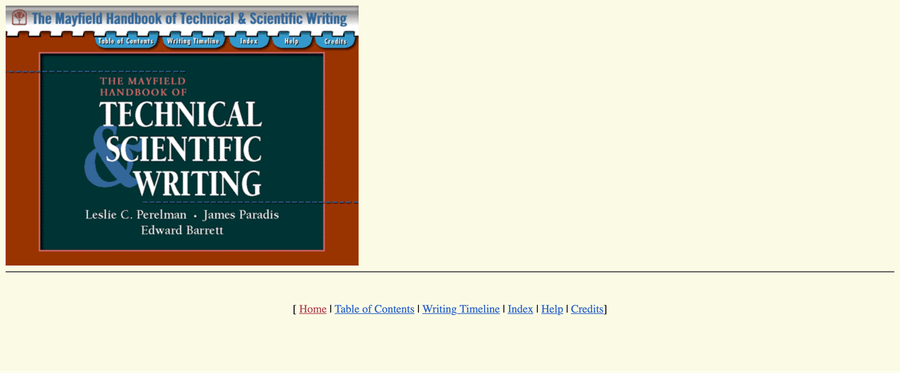 The Mayfield Handbook of Technical & Scientific Writing
Table of Contents Writing Timeline Index Help Credits
THE MAYFIELD
HANDBOOK OF
TECHNICAL
& SCIENTIFIC
WRITING
Leslie C. Perelman • James Paradis
Edward Barrett
[ Home | Table of Contents | Writing Timeline | Index | Help | Credits]